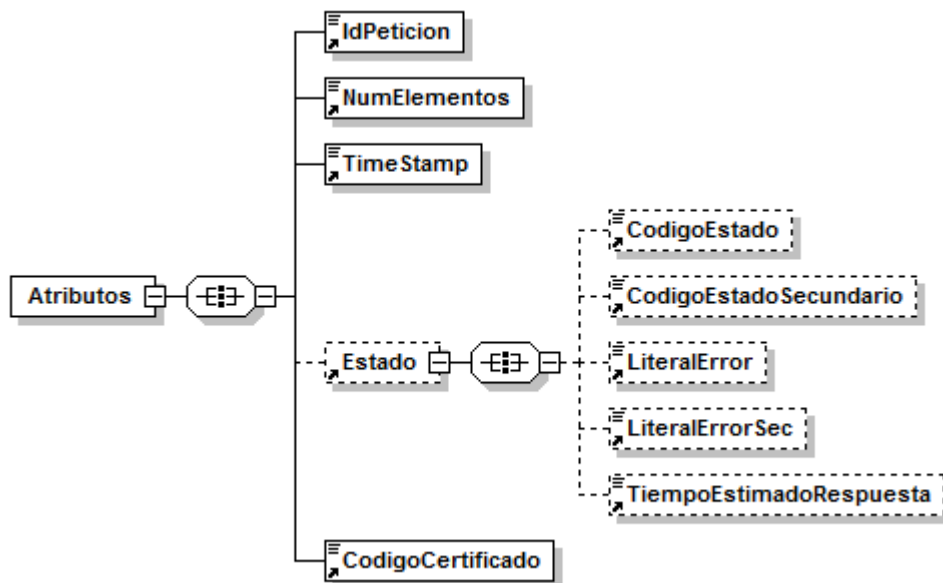 IdPeticion
NumElementos
TimeStamp
CodigoEstado
Atributos
CodigoEstadoSecundario
Estado
LiteralError
LiteralErrorSec
TiempoEstimadoRespuesta
CodigoCertificado